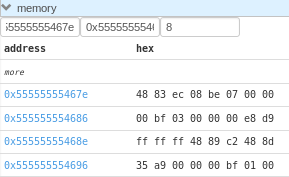 memory
55555555467e 0x55555555546 8
address hex
more
0x55555555467e 48 83 ec 08 be 07 00 00
0x555555554686 00 bf 03 00 00 00 e8 d9
0x55555555468e ff ff ff 48 89 c2 48 8d
0x555555554696 35 a9 00 00 00 bf 01 00